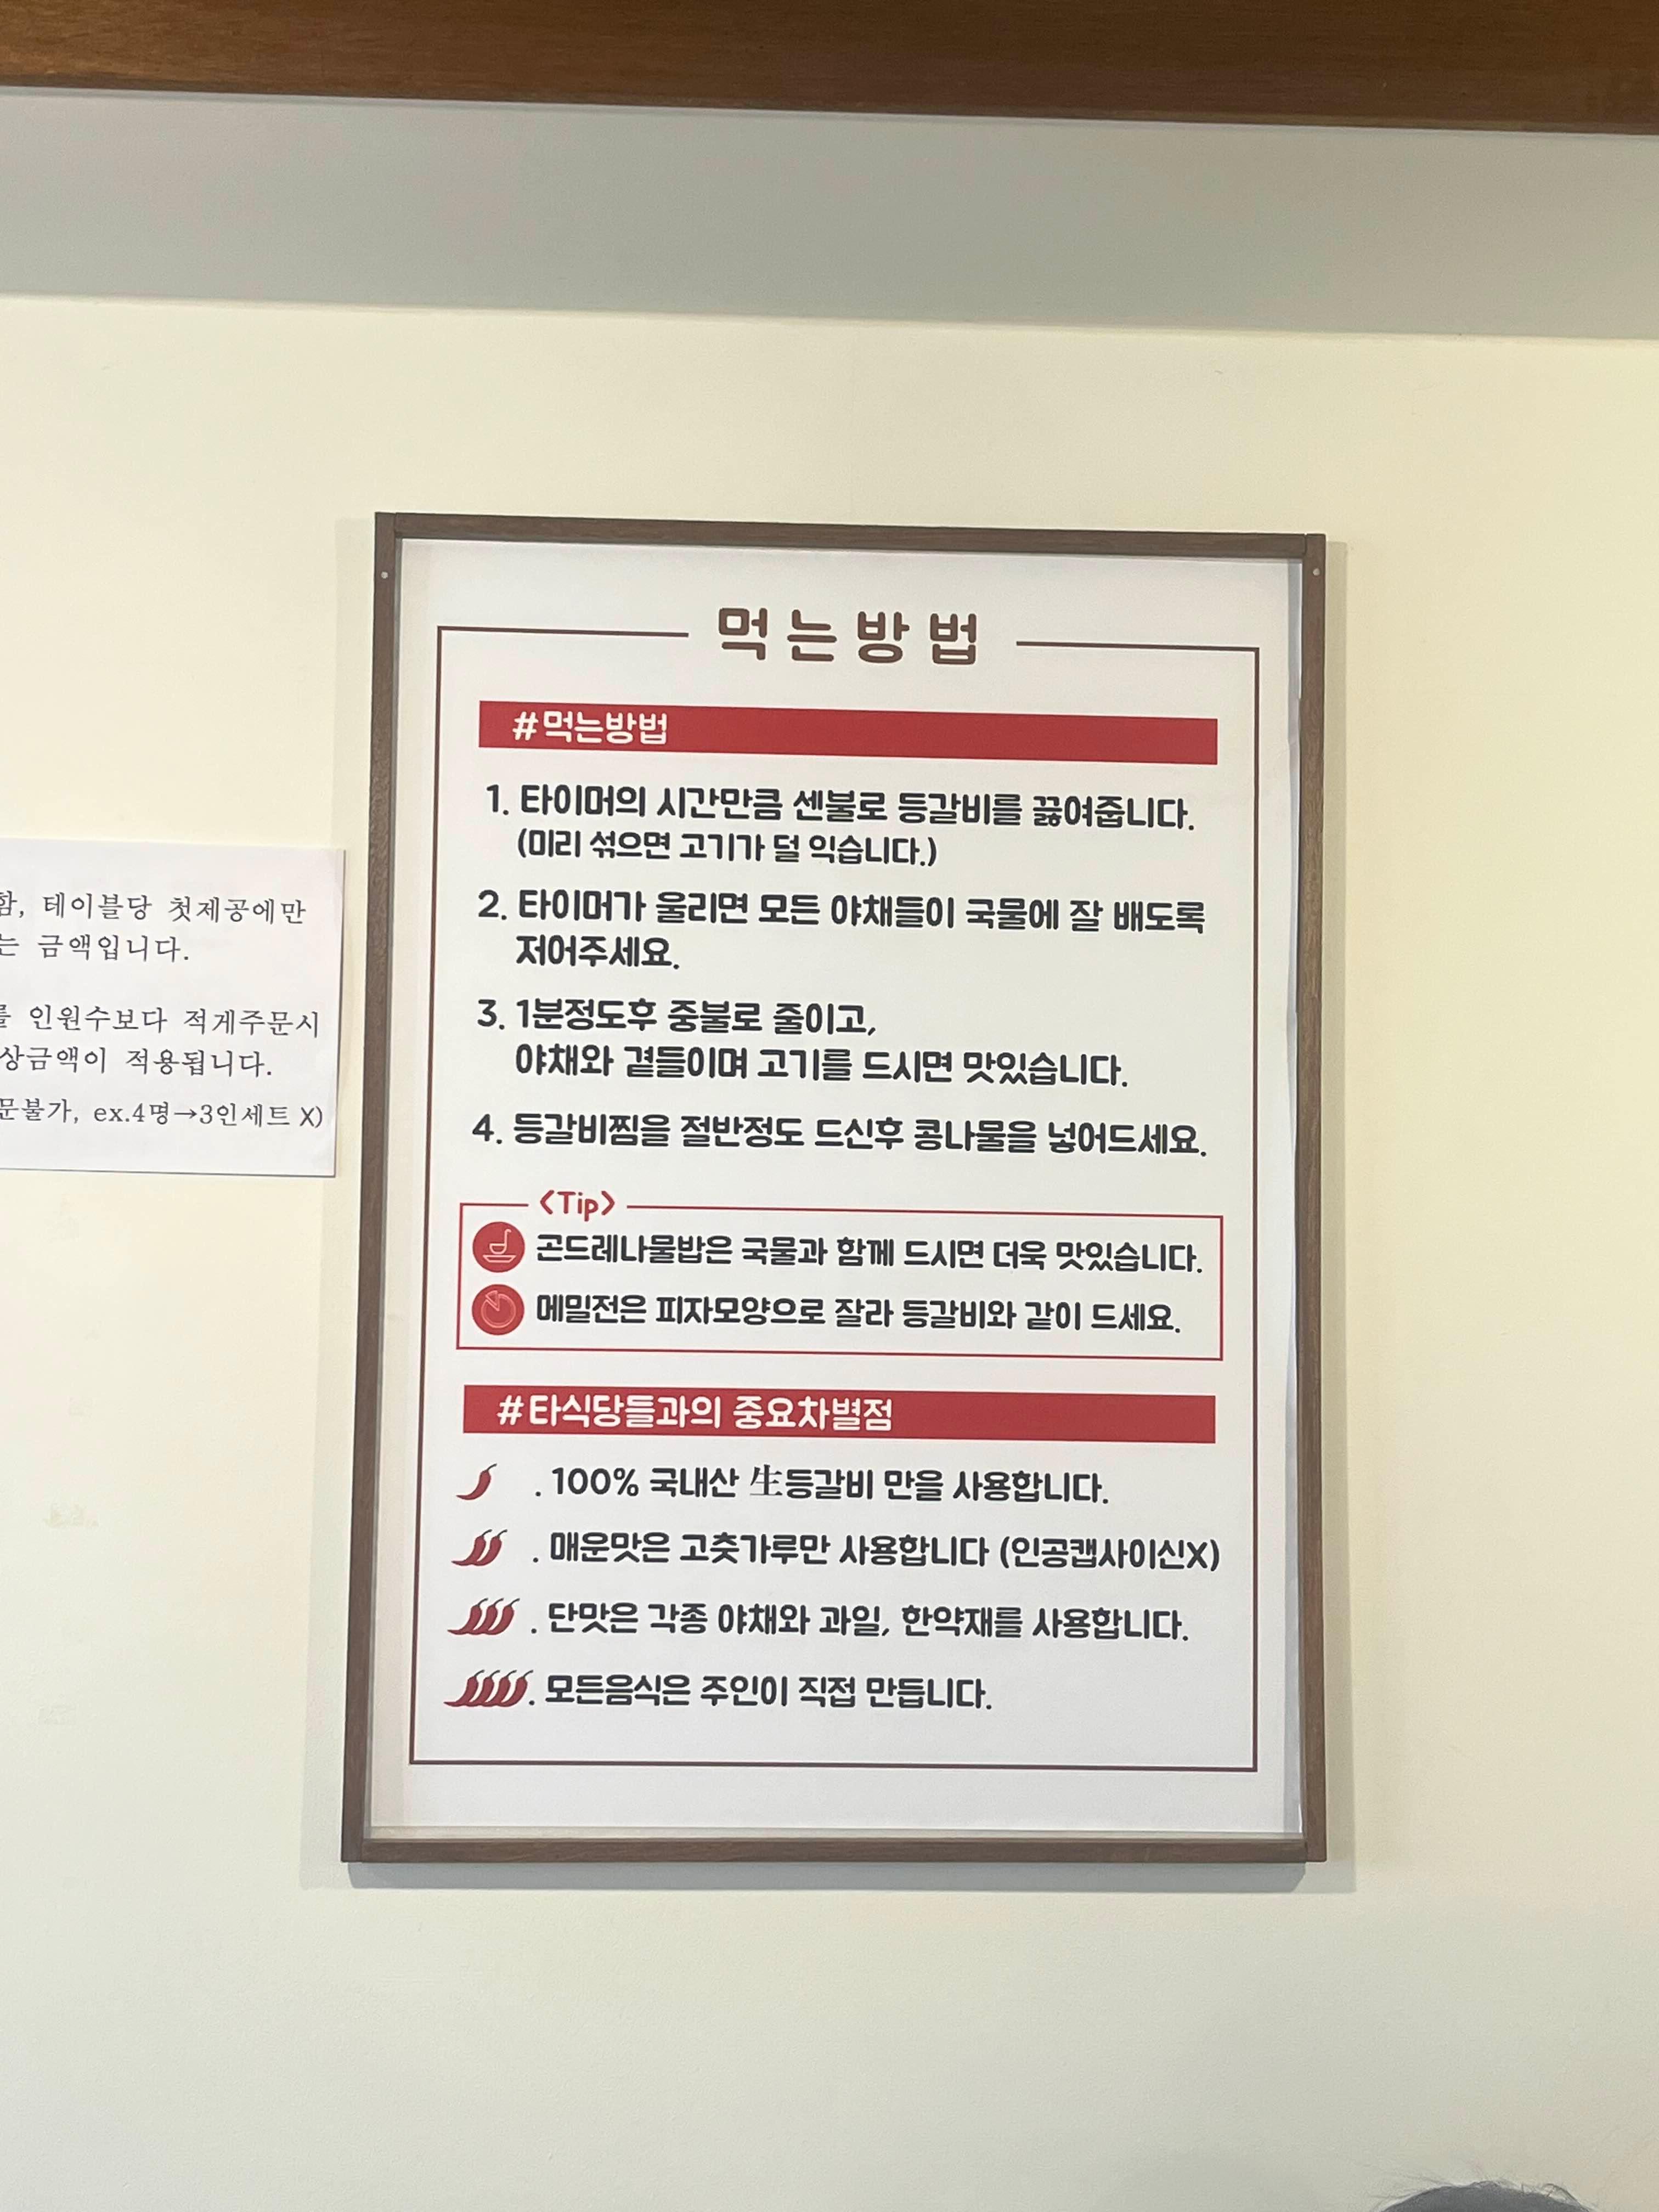 먹는방법
#먹는방법
1. 타이머의 시간만큼 센불로 등갈비를 끓여줍니다.
(미리 섞으면 고기가 덜 익습니다.)
2. 타이머가 울리면 모든 야채들이 국물에 잘 배도록
저어주세요.
3. 1분정도후 중불로 줄이고,
야채와 곁들이며 고기를 드시면 맛있습니다.
4. 등갈비찜을 절반정도 드신후 콩나물을 넣어드세요.
<Tip>
곤드레나물밥은 국물과 함께 드시면 더욱 맛있습니다.
메밀전은 피자모양으로 잘라 등갈비와 같이 드세요.
#타식당들과의 중요차별점
. 100% 국내산 生등갈비 만을 사용합니다.
. 매운맛은 고춧가루만 사용합니다 (인공캡사이신X)
. 단맛은 각종 야채와 과일, 한약재를 사용합니다.
. 모든음식은 주인이 직접 만듭니다.
함, 테이블당 첫제공에만
는 금액입니다.
를 인원수보다 적게주문시
상금액이 적용됩니다.
문불가, ex.4명→3인세트 X)